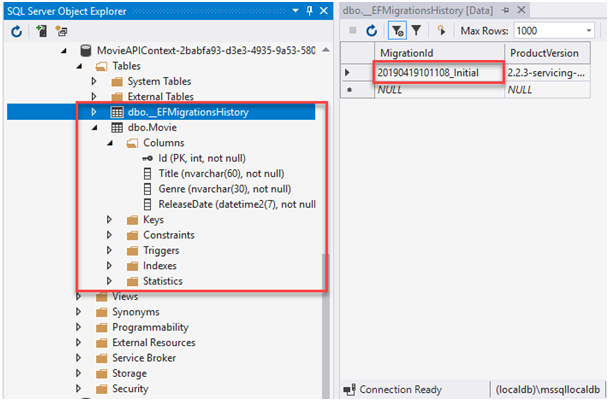 SQL Server Object Explorer
MovieAPIContext-2babfa93-d3e3-4935-9a53-580
Tables
System Tables
External Tables
dbo.__EFMigrationsHistory
dbo.Movie
Columns
Id (PK, int, not null)
Title (nvarchar(60), not null)
Genre (nvarchar(30), not null)
ReleaseDate (datetime2(7), not null
Keys
Constraints
Triggers
Indexes
Statistics
Views
Synonyms
Programmability
External Resources
Service Broker
Storage
Security
dbo.__EFMigrationsHistory [Data]
Max Rows: 1000
MigrationId ProductVersion
20190419101108_Initial 2.2.3-servicing-...
NULL NULL
Connection Ready (localdb)\mssqllocaldb